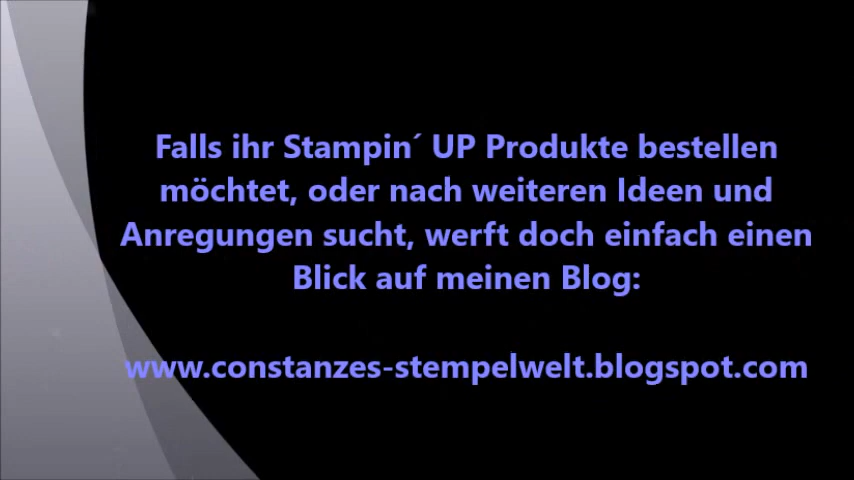 Falls ihr Stampin´ UP Produkte bestellen
möchtet, oder nach weiteren Ideen und
Anregungen sucht, werft doch einfach einen
Blick auf meinen Blog:
www.constanzes-stempelwelt.blogspot.com